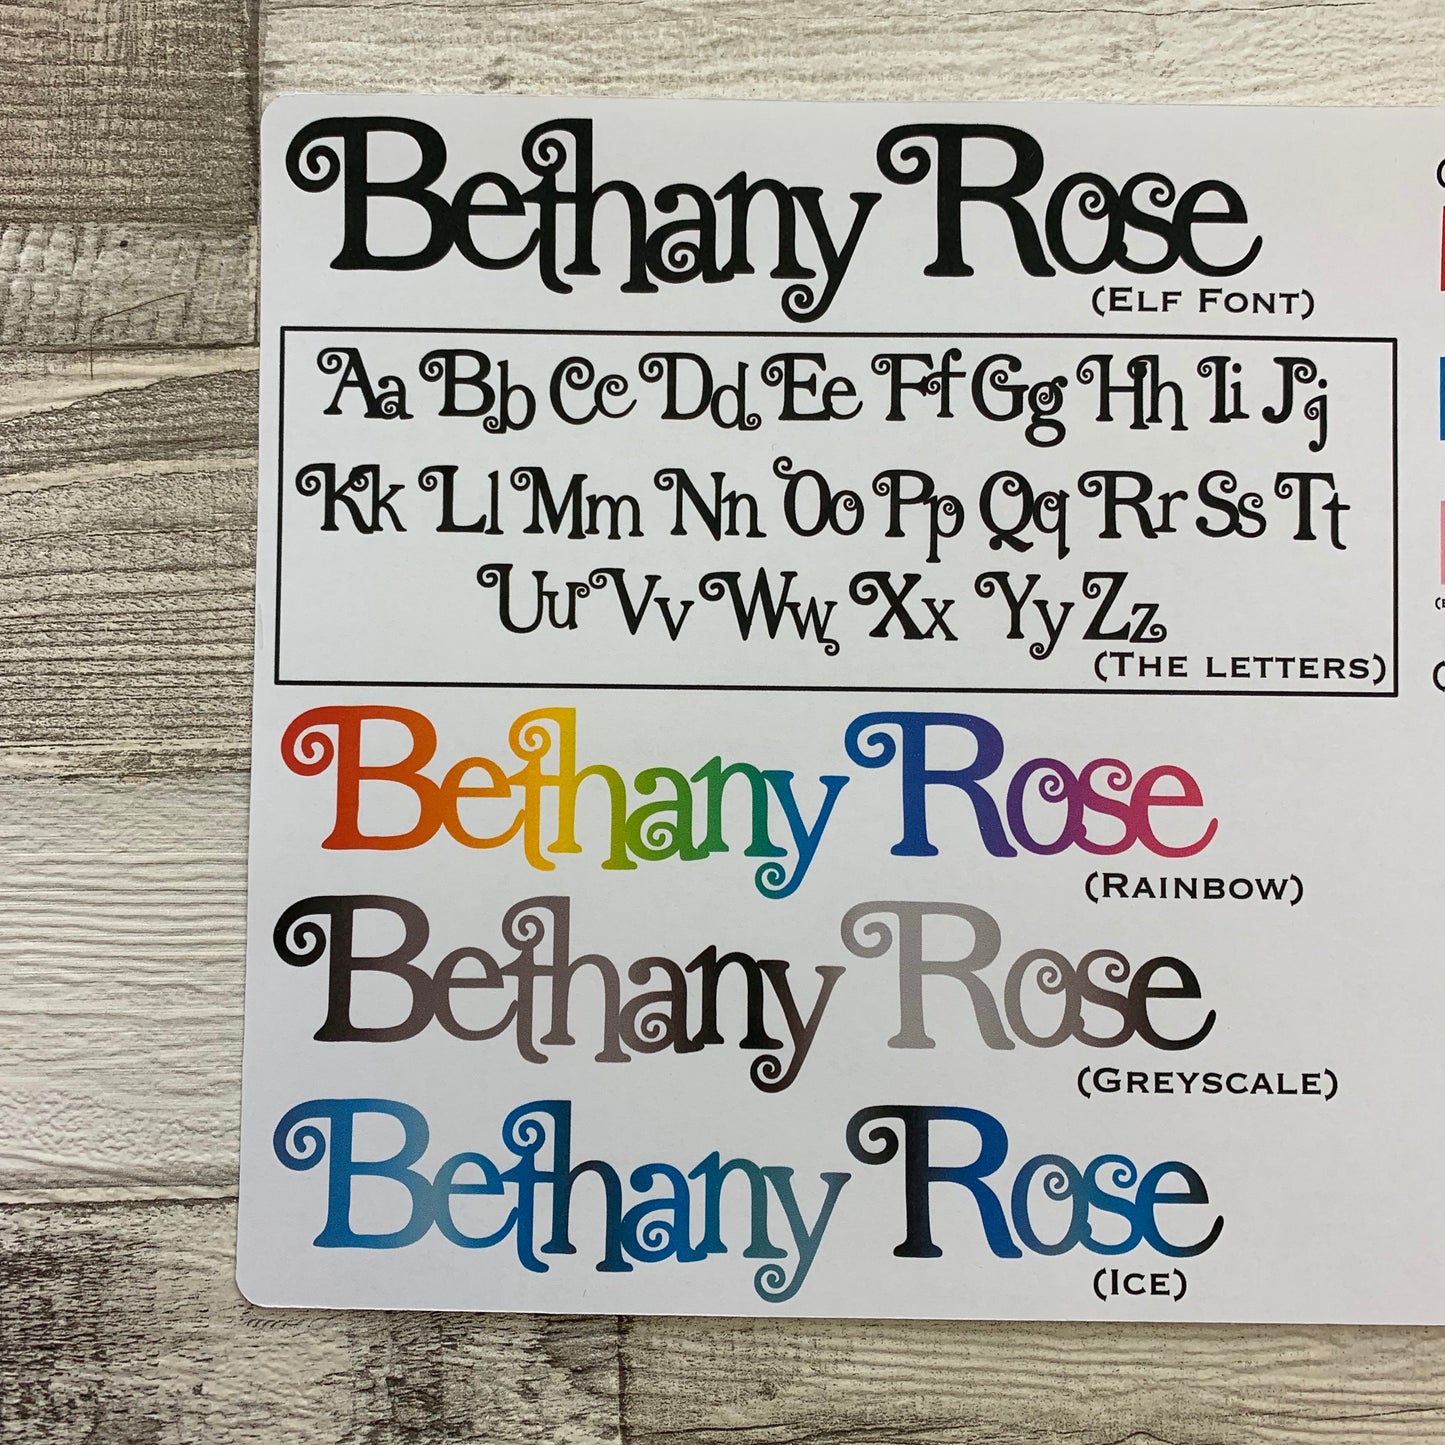 Bethany Rose
(Elf Font)
Aa Bb Cc Dd Ee Ff Gg Hh Ii Jj
Kk Ll Mm Nn Oo Pp Qq Rr Ss Tt
Uu Vv Ww Xx Yy Zz
(The letters)
Bethany Rose
(Rainbow)
Bethany Rose
(Greyscale)
Bethany Rose
(Ice)